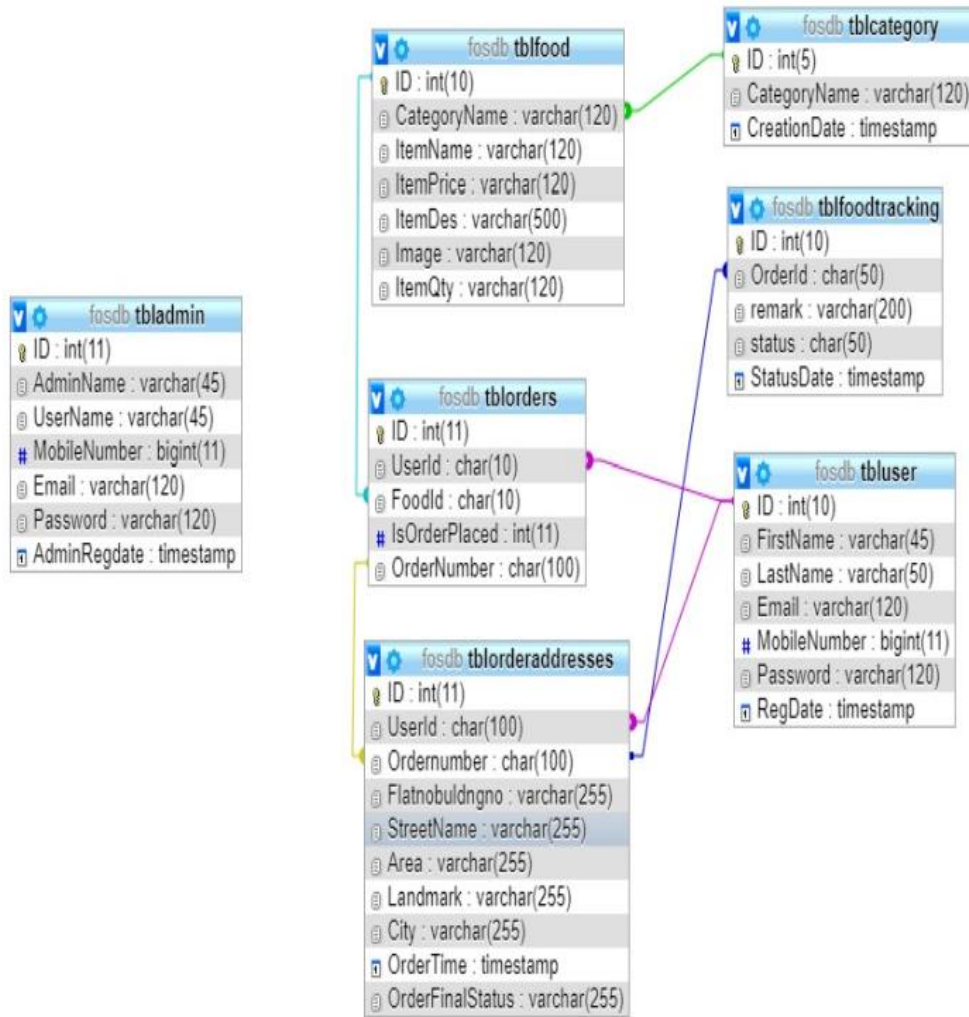 fosdb tblfood
ID : int(10)
CategoryName : varchar(120)
ItemName : varchar(120)
ItemPrice : varchar(120)
ItemDes : varchar(500)
Image : varchar(120)
ItemQty : varchar(120)
fosdb tblcategory
ID : int(5)
CategoryName : varchar(120)
CreationDate : timestamp
fosdb tblfoodtracking
ID : int(10)
OrderId : char(50)
remark : varchar(200)
status : char(50)
StatusDate : timestamp
fosdb tbladmin
ID : int(11)
AdminName : varchar(45)
UserName : varchar(45)
MobileNumber : bigint(11)
Email : varchar(120)
Password : varchar(120)
AdminRegdate : timestamp
fosdb tblorders
ID : int(11)
UserId : char(10)
FoodId : char(10)
IsOrderPlaced : int(11)
OrderNumber : char(100)
fosdb tbluser
ID : int(10)
FirstName : varchar(45)
LastName : varchar(50)
Email : varchar(120)
MobileNumber : bigint(11)
Password : varchar(120)
RegDate : timestamp
fosdb tblorderaddresses
ID : int(11)
UserId : char(100)
Ordernumber : char(100)
Flatnobuldngno : varchar(255)
StreetName : varchar(255)
Area : varchar(255)
Landmark : varchar(255)
City : varchar(255)
OrderTime : timestamp
OrderFinalStatus : varchar(255)